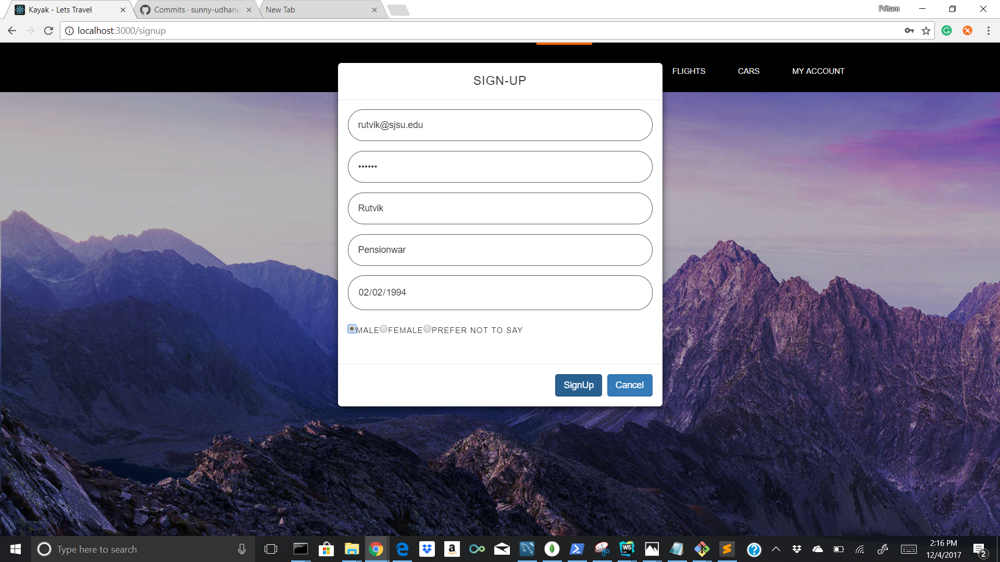 Kayak - Lets Travel
Commits · sunny-udhani
New Tab
Pritam
localhost:3000/signup
FLIGHTS CARS MY ACCOUNT
SIGN-UP
rutvik@sjsu.edu
••••••
Rutvik
Pensionwar
02/02/1994
MALE FEMALE PREFER NOT TO SAY
SignUp Cancel
Type here to search
WS
2:16 PM
12/4/2017
2